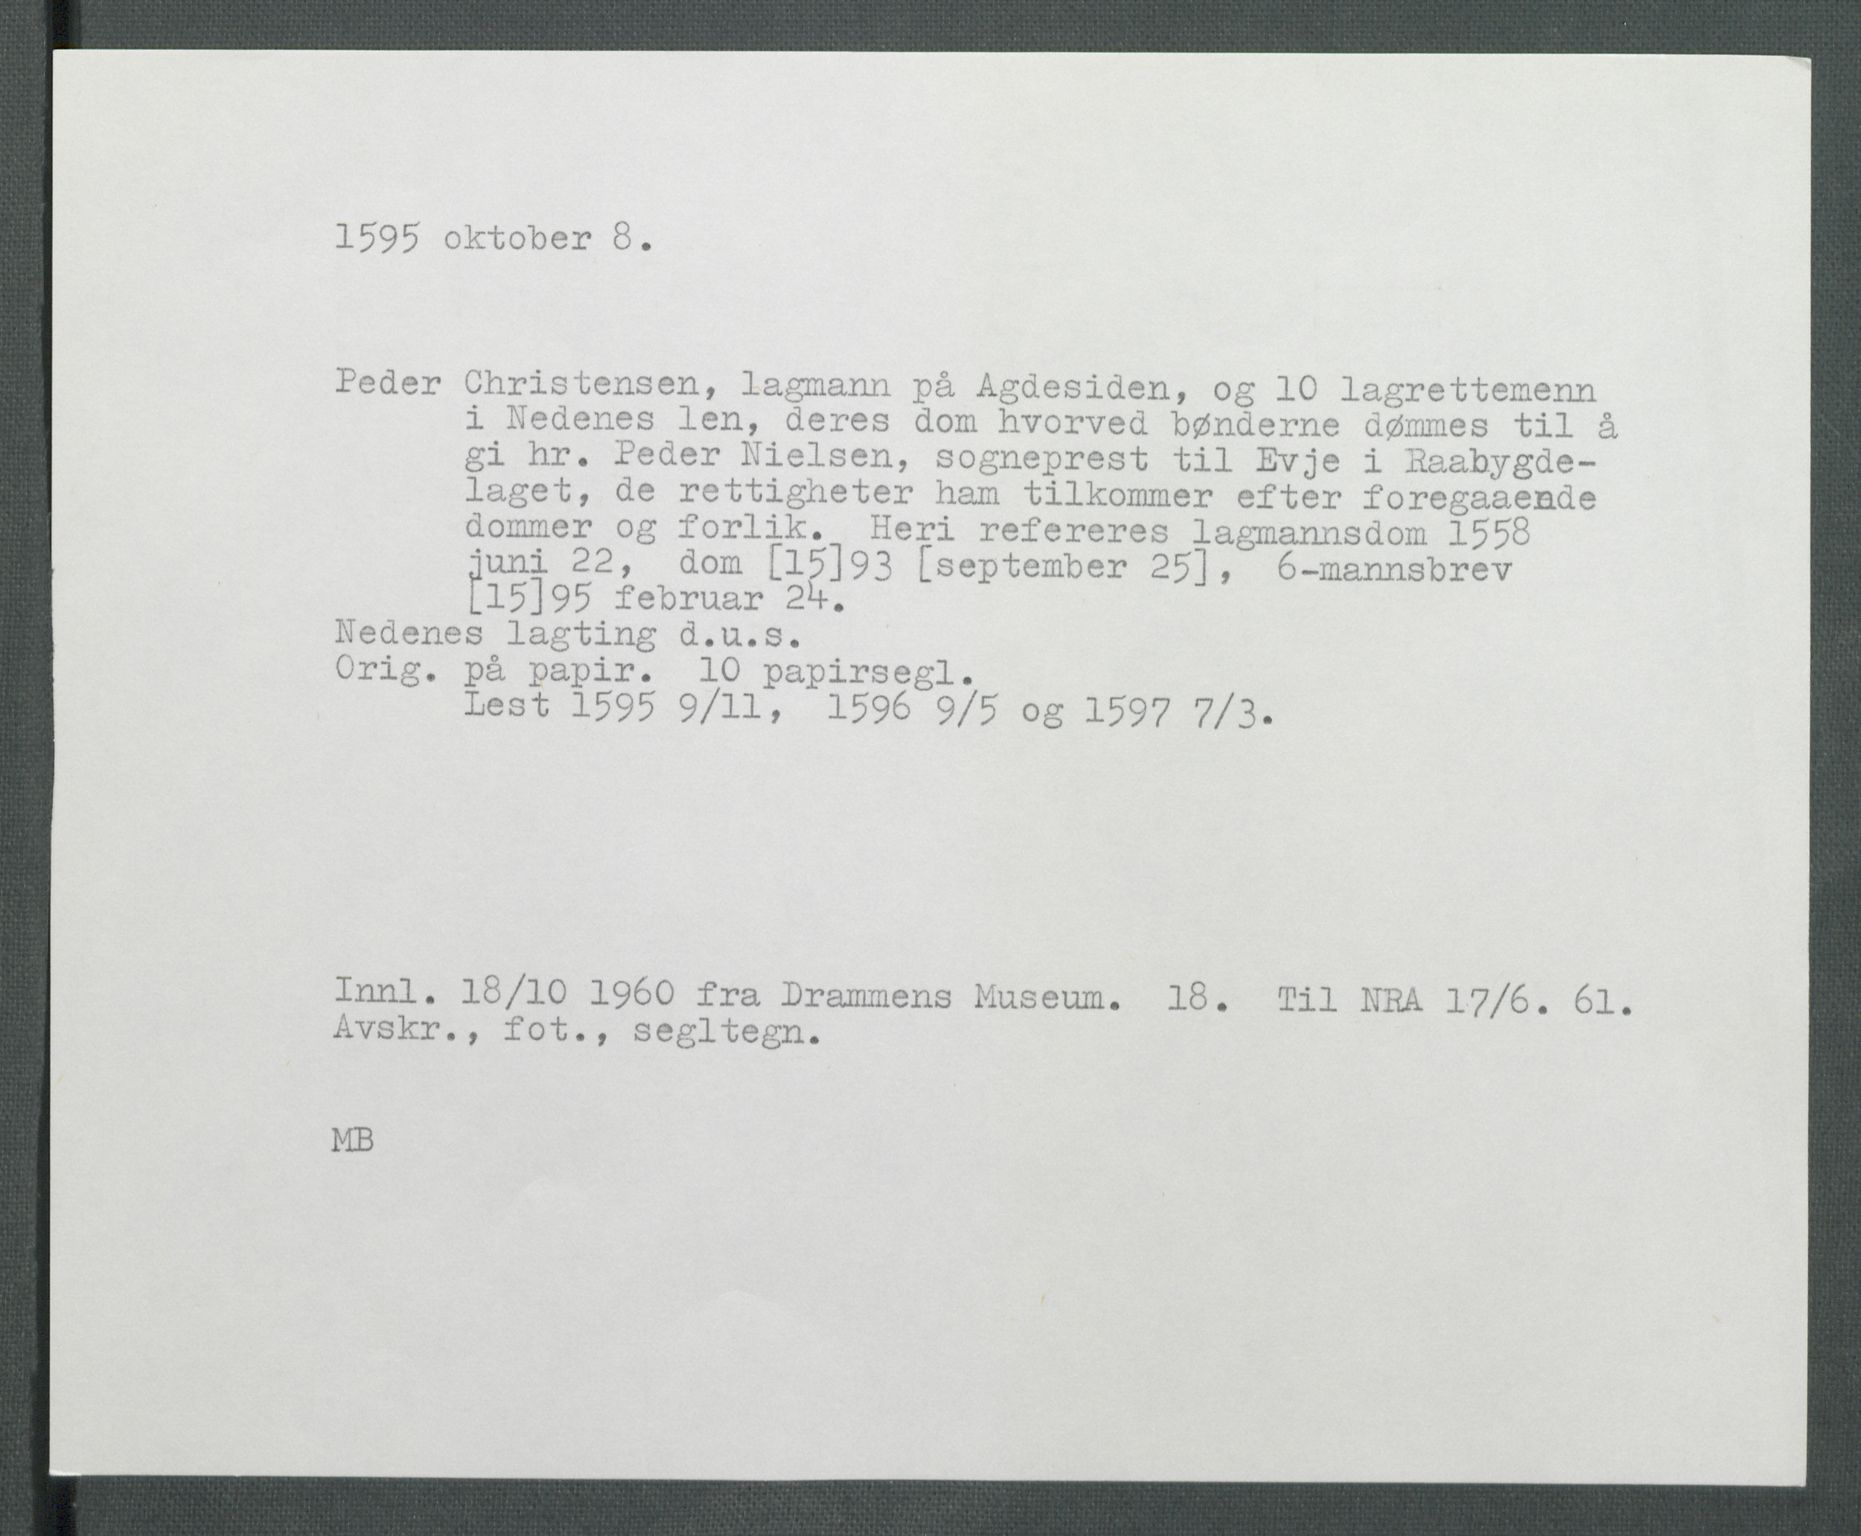 1595 oktober 8.
Peder Christensen, lagmann på Agdesiden, og 10 lagrettemenn
i Nedenes len, deres dom hvorved bønderne dømmes til å
gi hr. Peder Nielsen, sogneprest til Evje i Raabygde-
laget, de rettigheter ham tilkommer efter foregaaende
dommer og forlik.  Heri refereres lagmannsdom 1558
juni 22,  dom [15]93 [september 25],  6-mannsbrev
[15]95 februar 24.
Nedenes lagting d.u.s.
Orig. på papir.  10 papirsegl.
Lest 1595 9/11,  1596 9/5 og 1597 7/3.
Innl. 18/10 1960 fra Drammens Museum.  18.  Til NRA 17/6. 61.
Avskr., fot., segltegn.
MB